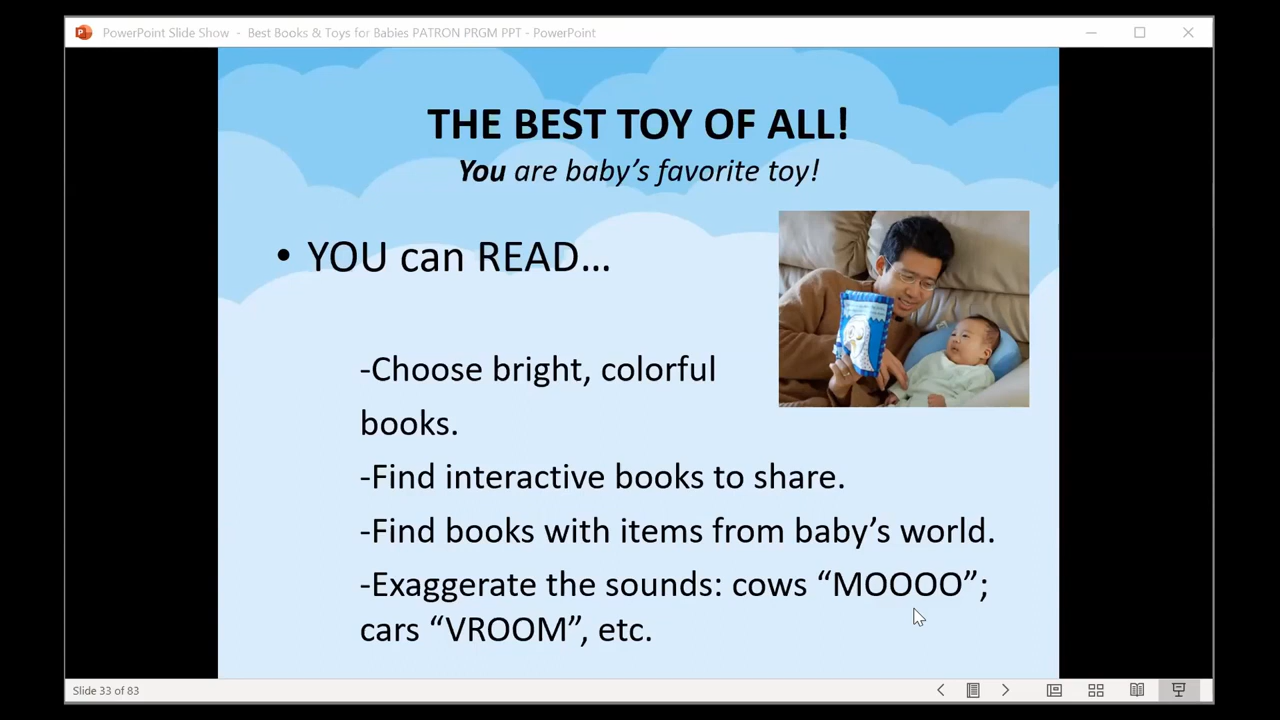 PowerPoint Slide Show - Best Books & Toys for Babies PATRON PRGM PPT - PowerPoint
THE BEST TOY OF ALL!
You are baby’s favorite toy!
• YOU can READ…
-Choose bright, colorful
books.
-Find interactive books to share.
-Find books with items from baby’s world.
-Exaggerate the sounds: cows “MOOOO”;
cars “VROOM”, etc.
Slide 33 of 83